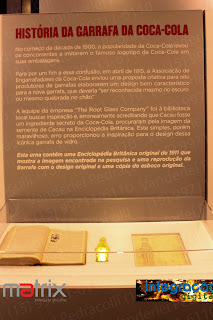 HISTÓRIA DA GARRAFA DE COCA-COLA
No começo da década de 1900, a popularidade da Coca-Cola levou
os concorrentes a imitarem o famoso logotipo da Coca-Cola em
suas embalagens.
Para por um fim a essa confusão, em abril de 1915, a Associação de
Engarrafadores da Coca-Cola enviou uma proposta criativa para oito
produtores de garrafas elaborarem um design bem característico
para a nova garrafa, que deveria "ser reconhecida mesmo no escuro
ou mesmo quebrada no chão".
A equipe da empresa "The Root Glass Company" foi à biblioteca
local buscar inspiração e, erroneamente acreditando que Cacau fosse
um ingrediente secreto da Coca-Cola, procuraram pela imagem da
semente de Cacau na Enciclopédia Britânica. Este simples, porém
maravilhoso, erro proporcionou a inspiração para o design dessa
icônica garrafa de vidro.
Esta urna contém uma Enciclopédia Britânica original de 1911 que
mostra a imagem encontrada na pesquisa e uma reprodução da
Garrafa com o design original e uma cópia do esboço original.
matrix
integração
digital